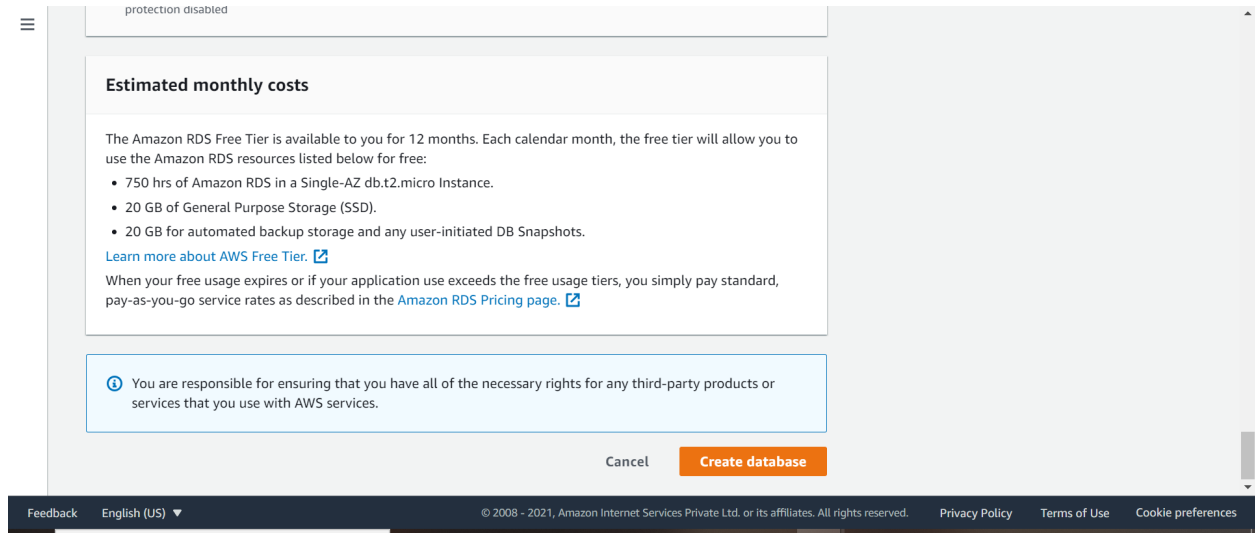 protection disabled
Estimated monthly costs
The Amazon RDS Free Tier is available to you for 12 months. Each calendar month, the free tier will allow you to
use the Amazon RDS resources listed below for free:
• 750 hrs of Amazon RDS in a Single-AZ db.t2.micro Instance.
• 20 GB of General Purpose Storage (SSD).
• 20 GB for automated backup storage and any user-initiated DB Snapshots.
Learn more about AWS Free Tier.
When your free usage expires or if your application use exceeds the free usage tiers, you simply pay standard,
pay-as-you-go service rates as described in the Amazon RDS Pricing page.
You are responsible for ensuring that you have all of the necessary rights for any third-party products or
services that you use with AWS services.
Cancel Create database
Feedback English (US) © 2008 - 2021, Amazon Internet Services Private Ltd. or its affiliates. All rights reserved. Privacy Policy Terms of Use Cookie preferences